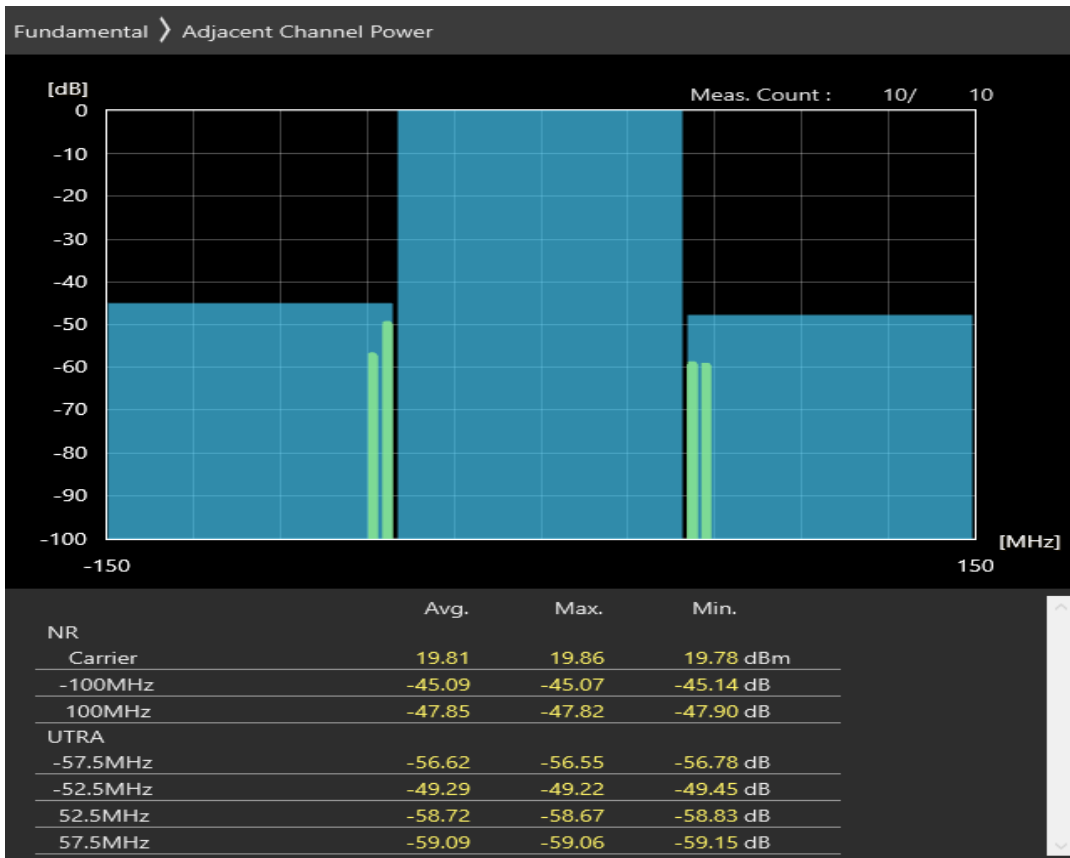 Fundamental 〉 Adjacent Channel Power
[dB]
Meas. Count : 10/ 10
0
-10
-20
-30
-40
-50
-60
-70
-80
-90
-100
[MHz]
-150 150
Avg. Max. Min.
NR
Carrier 19.81 19.86 19.78 dBm
-100MHz -45.09 -45.07 -45.14 dB
100MHz -47.85 -47.82 -47.90 dB
UTRA
-57.5MHz -56.62 -56.55 -56.78 dB
-52.5MHz -49.29 -49.22 -49.45 dB
52.5MHz -58.72 -58.67 -58.83 dB
57.5MHz -59.09 -59.06 -59.15 dB